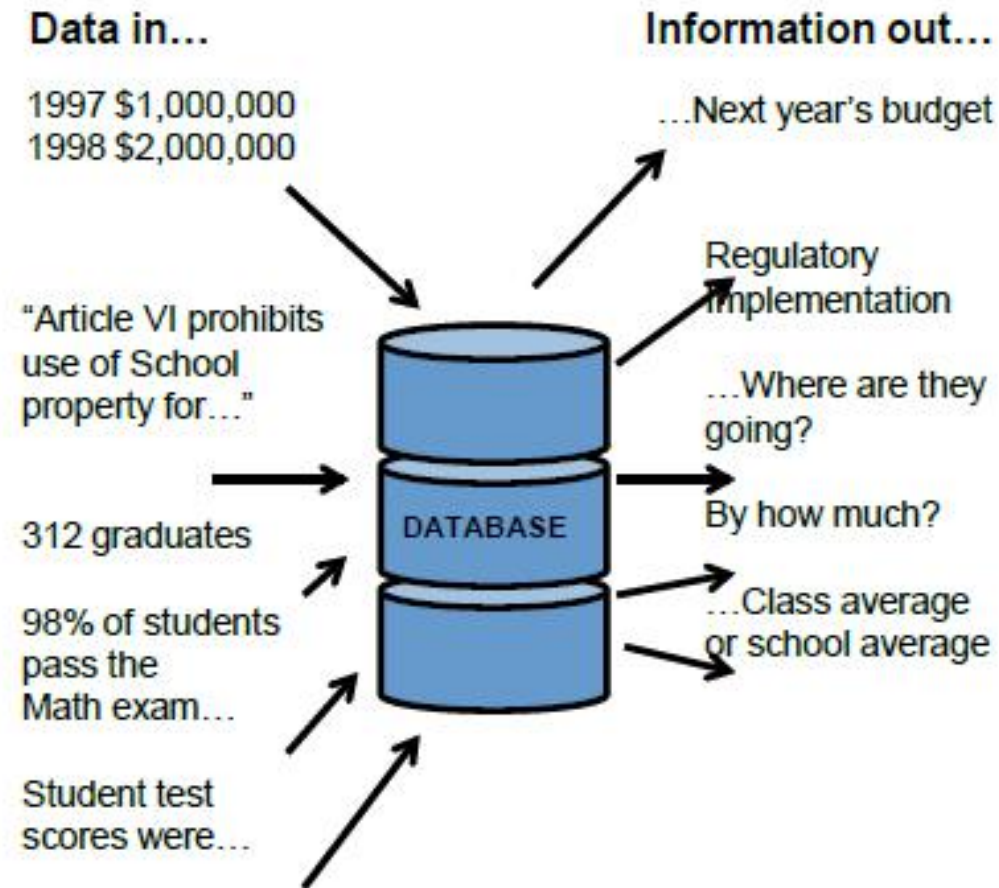 Data in…
1997 $1,000,000
1998 $2,000,000
“Article VI prohibits
use of School
property for…”
312 graduates
98% of students
pass the
Math exam…
Student test
scores were…
DATABASE
Information out…
…Next year’s budget
Regulatory
Implementation
…Where are they
going?
By how much?
…Class average
or school average